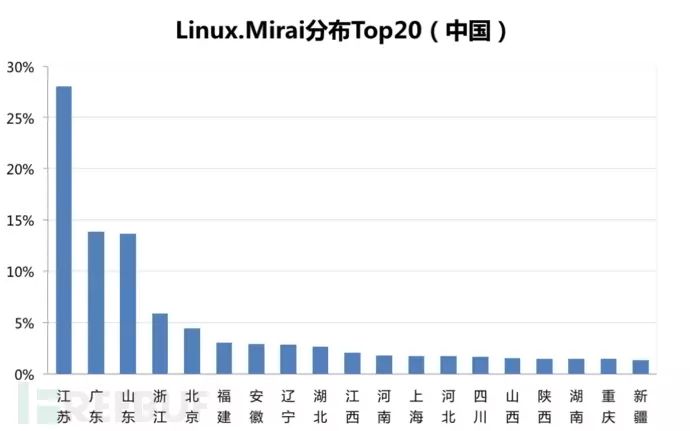 Linux.Mirai分布Top20（中国）
30%
25%
20%
15%
10%
5%
0%
江苏
广东
山东
浙江
北京
福建
安徽
辽宁
湖北
江西
河南
上海
河北
四川
山西
陕西
湖南
重庆
新疆
FREEBUF